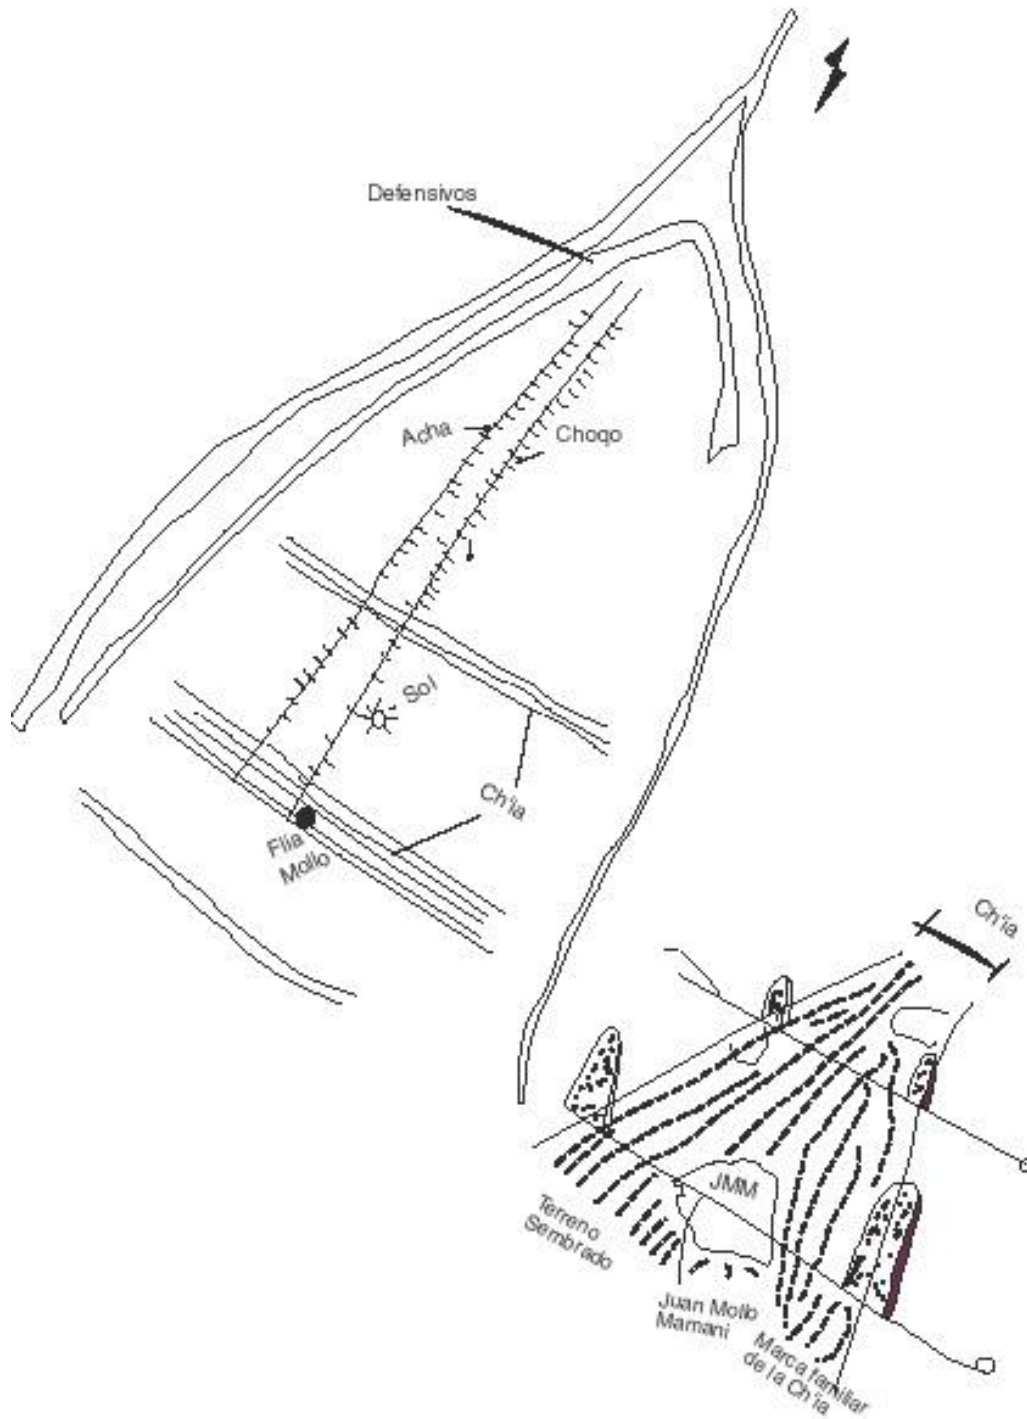 Defensivos
Acha
Choqo
Sol
Ch'ia
Flia
Mollo
Ch'ia
JMM
Terreno
Sembrado
Juan Mollo
Mamani
Marca familiar
de la Ch'ia